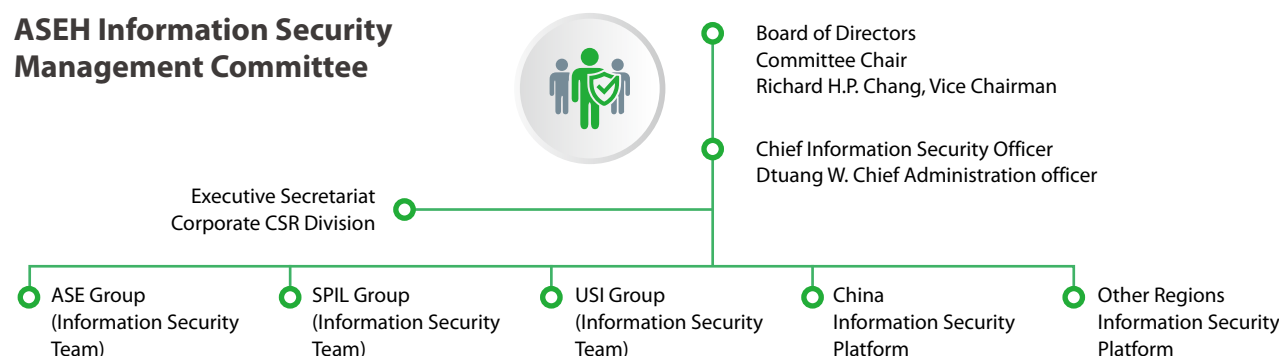 ASEH Information Security
Management Committee
Board of Directors
Committee Chair
Richard H.P. Chang, Vice Chairman
Chief Information Security Officer
Dtuang W. Chief Administration officer
Executive Secretariat
Corporate CSR Division
ASE Group
(Information Security
Team)
SPIL Group
(Information Security
Team)
USI Group
(Information Security
Team)
China
Information Security
Platform
Other Regions
Information Security
Platform